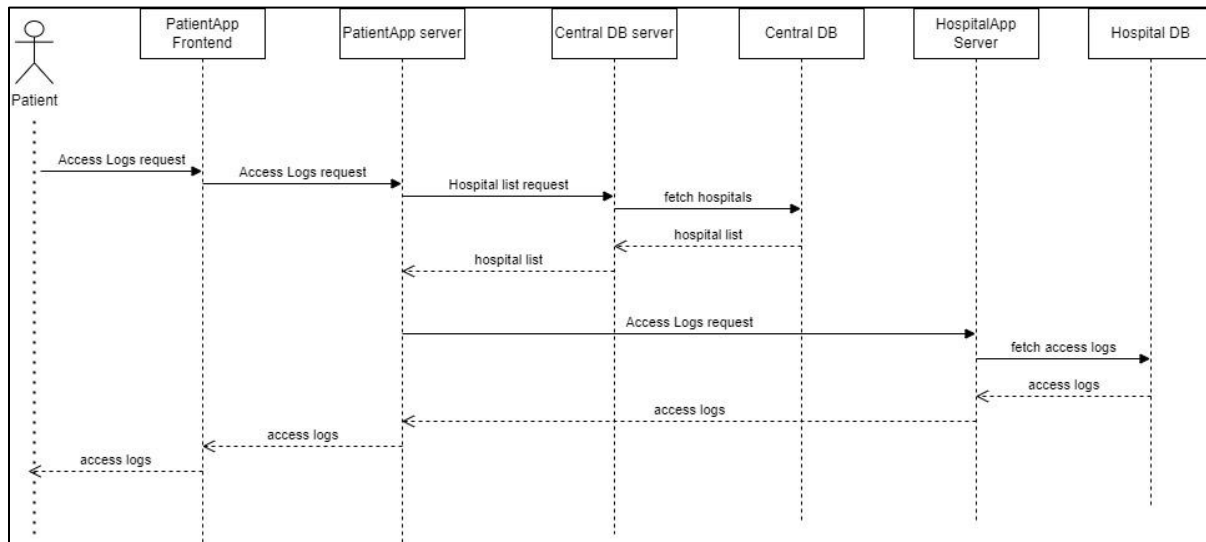 PatientApp
Frontend
PatientApp server
Central DB server
Central DB
HospitalApp
Server
Hospital DB
Patient
Access Logs request
Access Logs request
Hospital list request
fetch hospitals
hospital list
hospital list
Access Logs request
fetch access logs
access logs
access logs
access logs
access logs